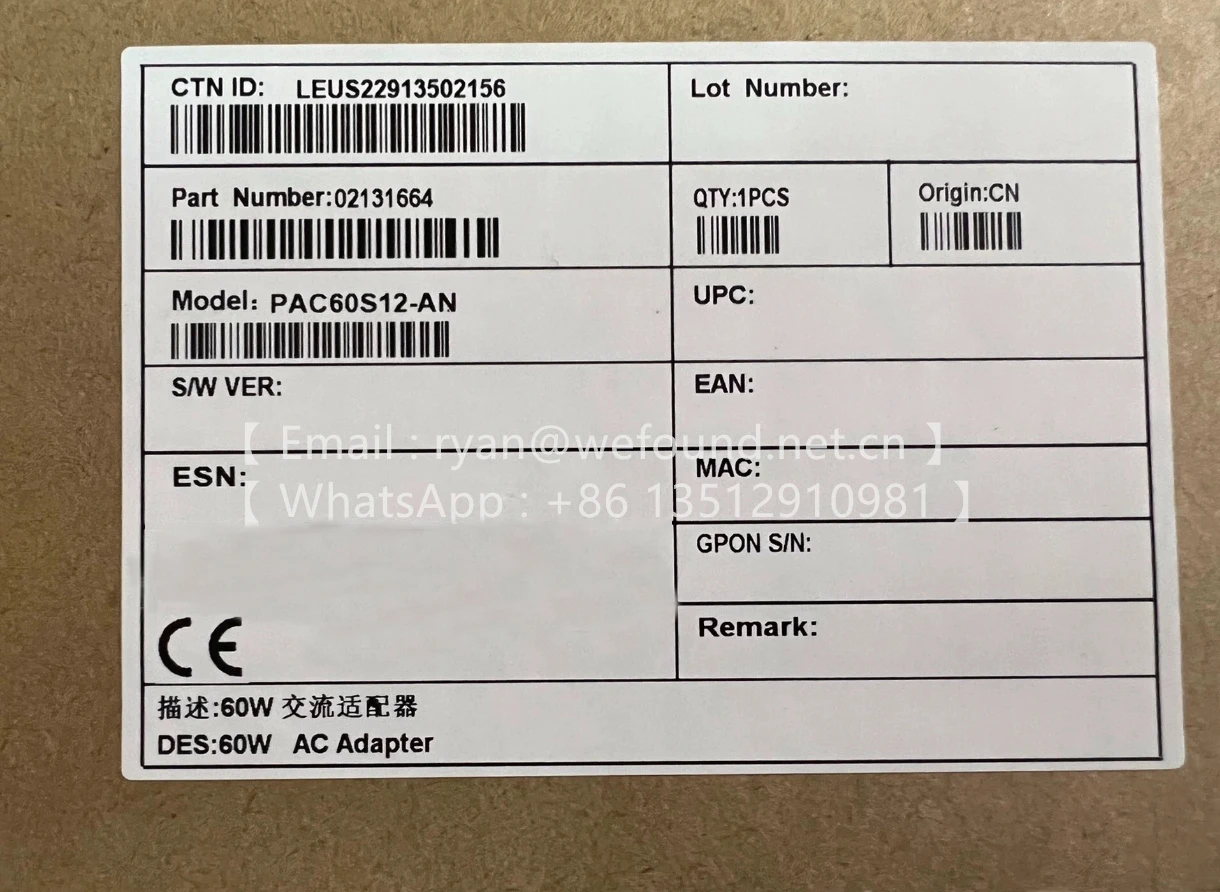 CTN ID: LEUS22913502156
Lot Number:
Part Number:02131664
QTY:1PCS
Origin:CN
Model: PAC60S12-AN
UPC:
S/W VER:
EAN:
【 Email : ryan@wefound.net.cn 】
MAC:
ESN:
【 WhatsApp : +86 13512910981 】
GPON S/N:
Remark:
CE
描述:60W 交流适配器
DES:60W AC Adapter